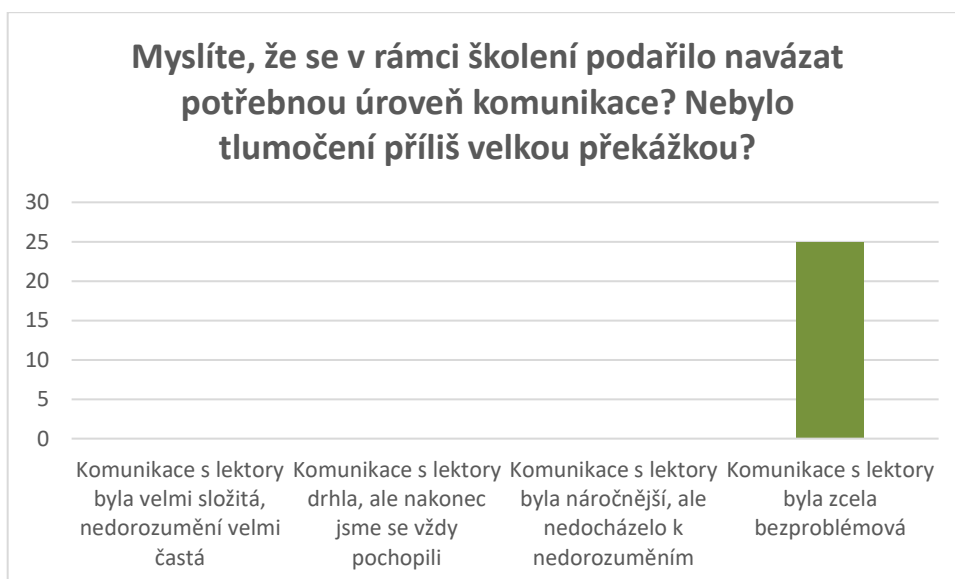 Myslíte, že se v rámci školení podařilo navázat
potřebnou úroveň komunikace? Nebylo
tlumočení příliš velkou překážkou?
30
25
20
15
10
5
0
Komunikace s lektory
byla velmi složitá,
nedorozumění velmi
častá
Komunikace s lektory
drhla, ale nakonec
jsme se vždy
pochopili
Komunikace s lektory
byla náročnější, ale
nedocházelo k
nedorozuměním
Komunikace s lektory
byla zcela
bezproblémová